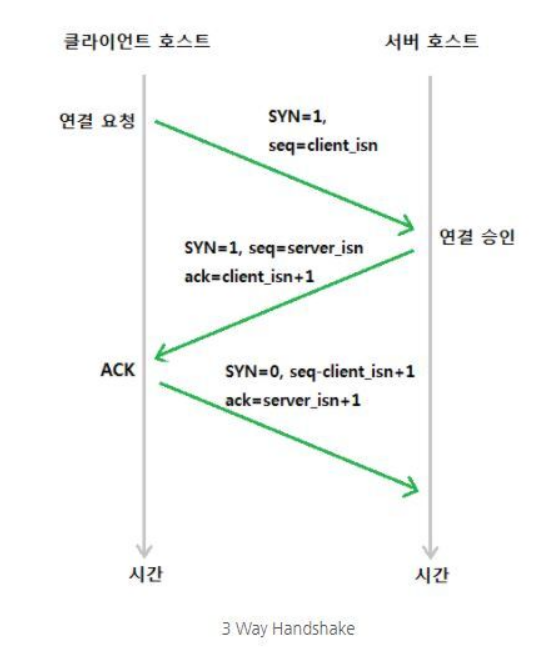 클라이언트 호스트
서버 호스트
연결 요청
SYN=1,
seq=client_isn
연결 승인
SYN=1, seq=server_isn
ack=client_isn+1
ACK
SYN=0, seq-client_isn+1
ack=server_isn+1
시간
시간
3 Way Handshake